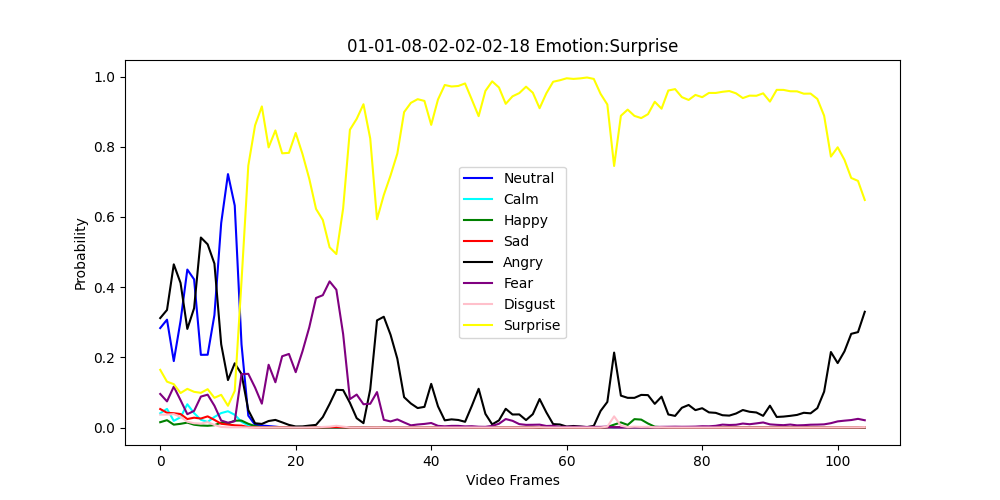 01-01-08-02-02-02-18 Emotion:Surprise
Probability
1.0
0.8
0.6
0.4
0.2
0.0
Neutral
Calm
Happy
Sad
Angry
Fear
Disgust
Surprise
0 20 40 60 80 100
Video Frames